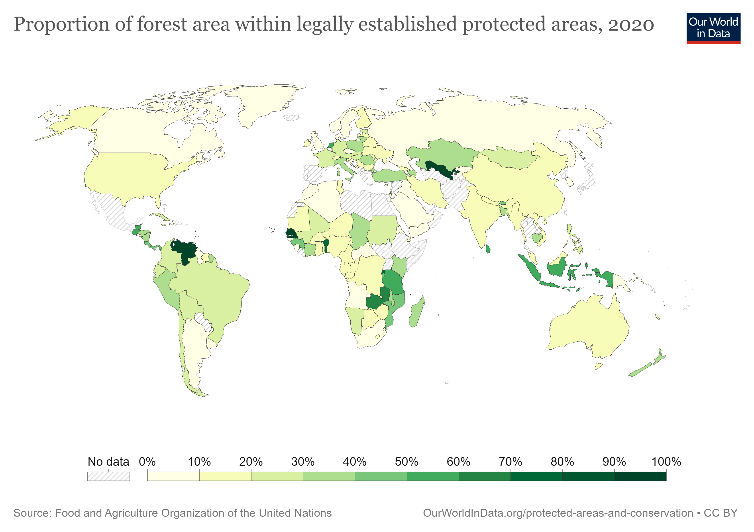 Proportion of forest area within legally established protected areas, 2020
Our World
in Data
No data 0% 10% 20% 30% 40% 50% 60% 70% 80% 90% 100%
Source: Food and Agriculture Organization of the United Nations
OurWorldInData.org/protected-areas-and-conservation • CC BY